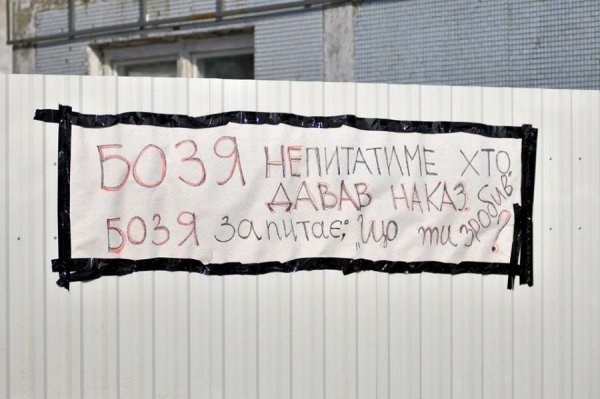 БОЗЯ НЕПИТАТИМЕ ХТО
ДАВАВ НАКАЗ.
БОЗЯ запитає: „Що ти зробив"?